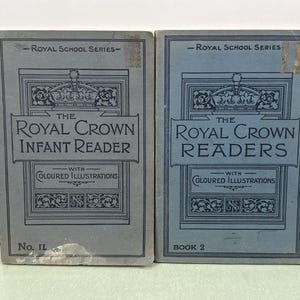 ROYAL SCHOOL SERIES
THE
ROYAL CROWN
INFANT READER
WITH
COLOURED ILLUSTRATIONS
No. II.
ROYAL SCHOOL SERIES
THE
ROYAL CROWN
READERS
WITH
COLOURED ILLUSTRATIONS
BOOK 2